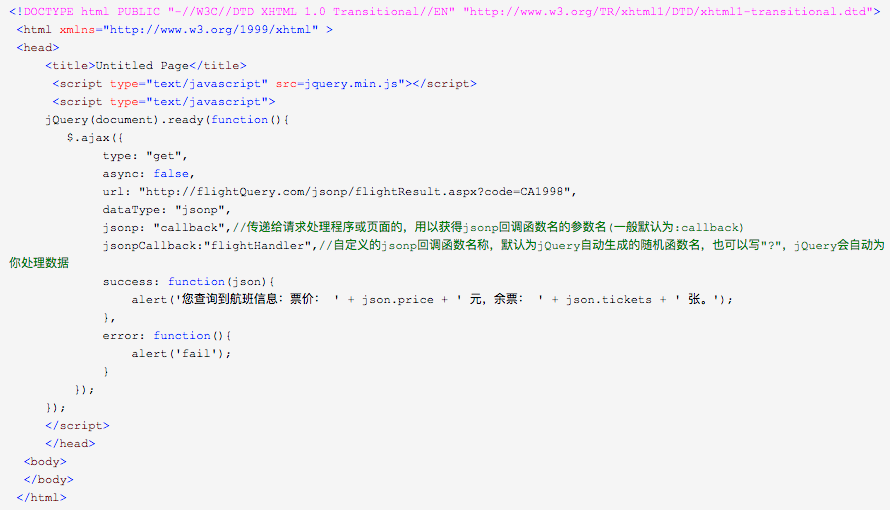 <!DOCTYPE html PUBLIC "-//W3C//DTD XHTML 1.0 Transitional//EN" "http://www.w3.org/TR/xhtml1/DTD/xhtml1-transitional.dtd">
<html xmlns="http://www.w3.org/1999/xhtml" >
<head>
<title>Untitled Page</title>
<script type="text/javascript" src=jquery.min.js"></script>
<script type="text/javascript">
jQuery(document).ready(function(){
$.ajax({
type: "get",
async: false,
url: "http://flightQuery.com/jsonp/flightResult.aspx?code=CA1998",
dataType: "jsonp",
jsonp: "callback",//传递给请求处理程序或页面的，用以获得jsonp回调函数名的参数名(一般默认为:callback)
jsonpCallback:"flightHandler",//自定义的jsonp回调函数名称，默认为jQuery自动生成的随机函数名，也可以写"?"，jQuery会自动为
你处理数据
success: function(json){
alert('您查询到航班信息：票价： ' + json.price + ' 元，余票： ' + json.tickets + ' 张。');
},
error: function(){
alert('fail');
}
});
});
</script>
</head>
<body>
</body>
</html>